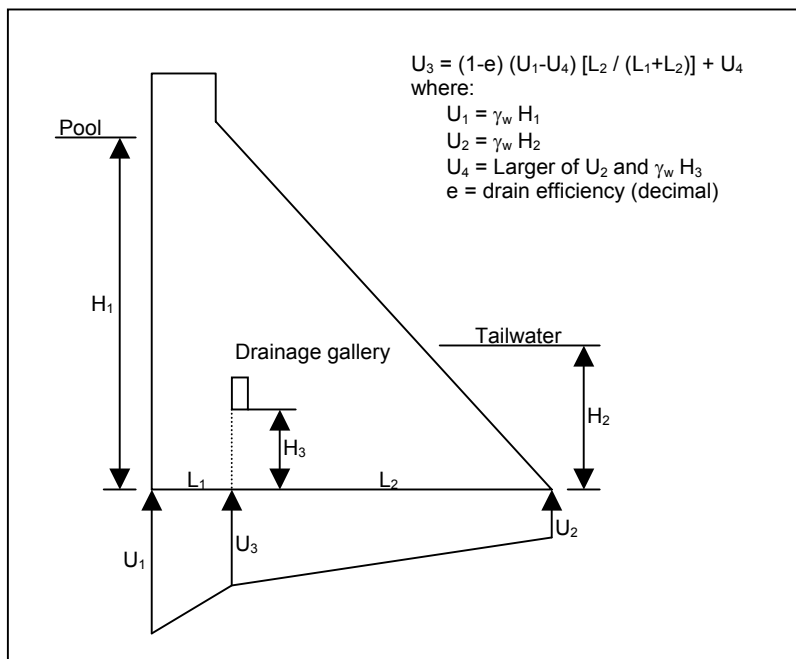 U₃ = (1-e) (U₁-U₄) [L₂ / (L₁+L₂)] + U₄
where:
U₁ = γw H₁
U₂ = γw H₂
U₄ = Larger of U₂ and γw H₃
e = drain efficiency (decimal)
Pool
H₁
Tailwater
Drainage gallery
H₂
H₃
L₁
L₂
U₁
U₃
U₂